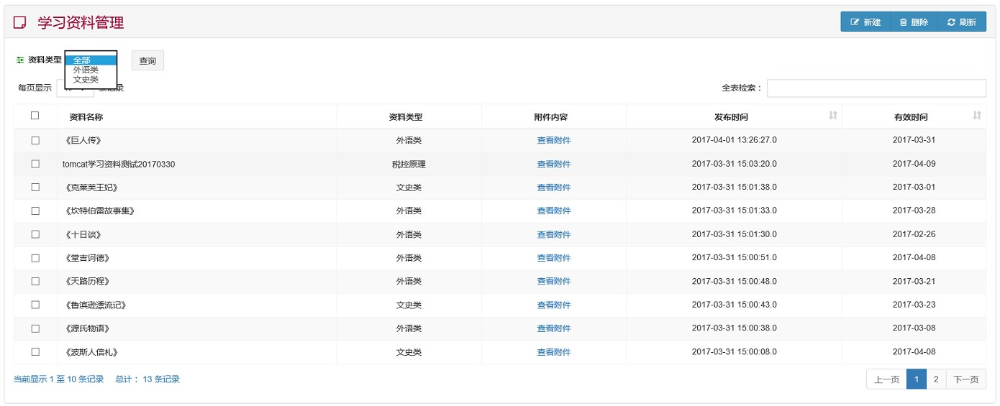 学习资料管理
新建 删除 刷新
资料类型 全部 查询
外语类
文史类
每页显示 条记录 全表检索：
资料名称 资料类型 附件内容 发布时间 有效时间
《巨人传》 外语类 查看附件 2017-04-01 13:26:27.0 2017-03-31
tomcat学习资料测试20170330 税控原理 查看附件 2017-03-31 15:03:20.0 2017-04-09
《克莱芙王妃》 文史类 查看附件 2017-03-31 15:01:38.0 2017-03-01
《坎特伯雷故事集》 外语类 查看附件 2017-03-31 15:01:33.0 2017-03-28
《十日谈》 外语类 查看附件 2017-03-31 15:01:30.0 2017-02-26
《堂吉诃德》 外语类 查看附件 2017-03-31 15:00:51.0 2017-04-08
《天路历程》 外语类 查看附件 2017-03-31 15:00:48.0 2017-03-21
《鲁滨逊漂流记》 文史类 查看附件 2017-03-31 15:00:43.0 2017-03-23
《源氏物语》 外语类 查看附件 2017-03-31 15:00:38.0 2017-03-08
《波斯人信札》 文史类 查看附件 2017-03-31 15:00:08.0 2017-04-08
当前显示 1 至 10 条记录 总计： 13 条记录
上一页 1 2 下一页